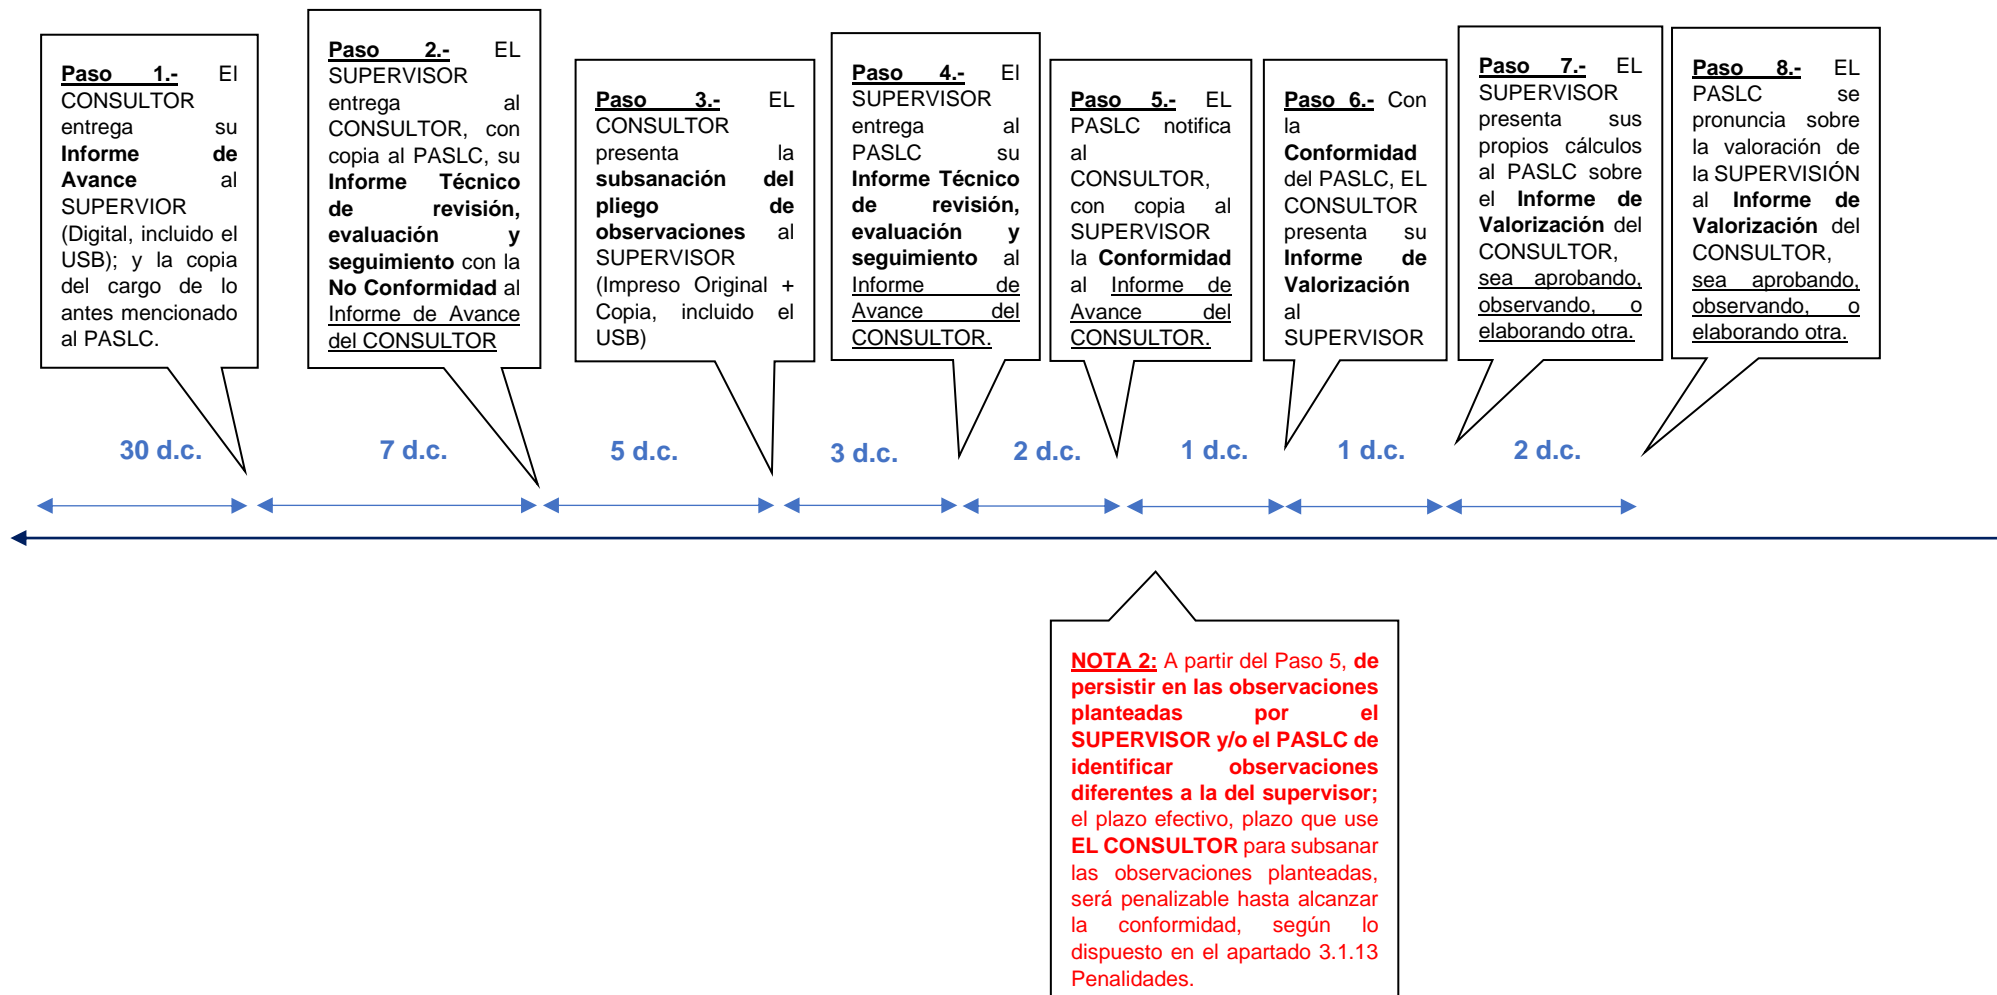 Paso 1.- El
CONSULTOR
entrega su
Informe de
Avance al
SUPERVIOR
(Digital, incluido el
USB); y la copia
del cargo de lo
antes mencionado
al PASLC.
Paso 2.- EL
SUPERVISOR
entrega al
CONSULTOR, con
copia al PASLC, su
Informe Técnico
de revisión,
evaluación y
seguimiento con la
No Conformidad al
Informe de Avance
del CONSULTOR
Paso 3.- EL
CONSULTOR
presenta la
subsanación del
pliego de
observaciones al
SUPERVISOR
(Impreso Original +
Copia, incluido el
USB)
Paso 4.- El
SUPERVISOR
entrega al
PASLC su
Informe Técnico
de revisión,
evaluación y
seguimiento al
Informe de
Avance del
CONSULTOR.
Paso 5.- EL
PASLC notifica
al
CONSULTOR,
con copia al
SUPERVISOR
la Conformidad
al Informe de
Avance del
CONSULTOR.
Paso 6.- Con
la
Conformidad
del PASLC, EL
CONSULTOR
presenta su
Informe de
Valorización
al
SUPERVISOR
Paso 7.- EL
SUPERVISOR
presenta sus
propios cálculos
al PASLC sobre
el Informe de
Valorización del
CONSULTOR,
sea aprobando,
observando, o
elaborando otra.
Paso 8.- EL
PASLC se
pronuncia sobre
la valoración de
la SUPERVISIÓN
al Informe de
Valorización del
CONSULTOR,
sea aprobando,
observando, o
elaborando otra.
30 d.c.
7 d.c.
5 d.c.
3 d.c.
2 d.c.
1 d.c.
1 d.c.
2 d.c.
NOTA 2: A partir del Paso 5, de
persistir en las observaciones
planteadas por el
SUPERVISOR y/o el PASLC de
identificar observaciones
diferentes a la del supervisor;
el plazo efectivo, plazo que use
EL CONSULTOR para subsanar
las observaciones planteadas,
será penalizable hasta alcanzar
la conformidad, según lo
dispuesto en el apartado 3.1.13
Penalidades.